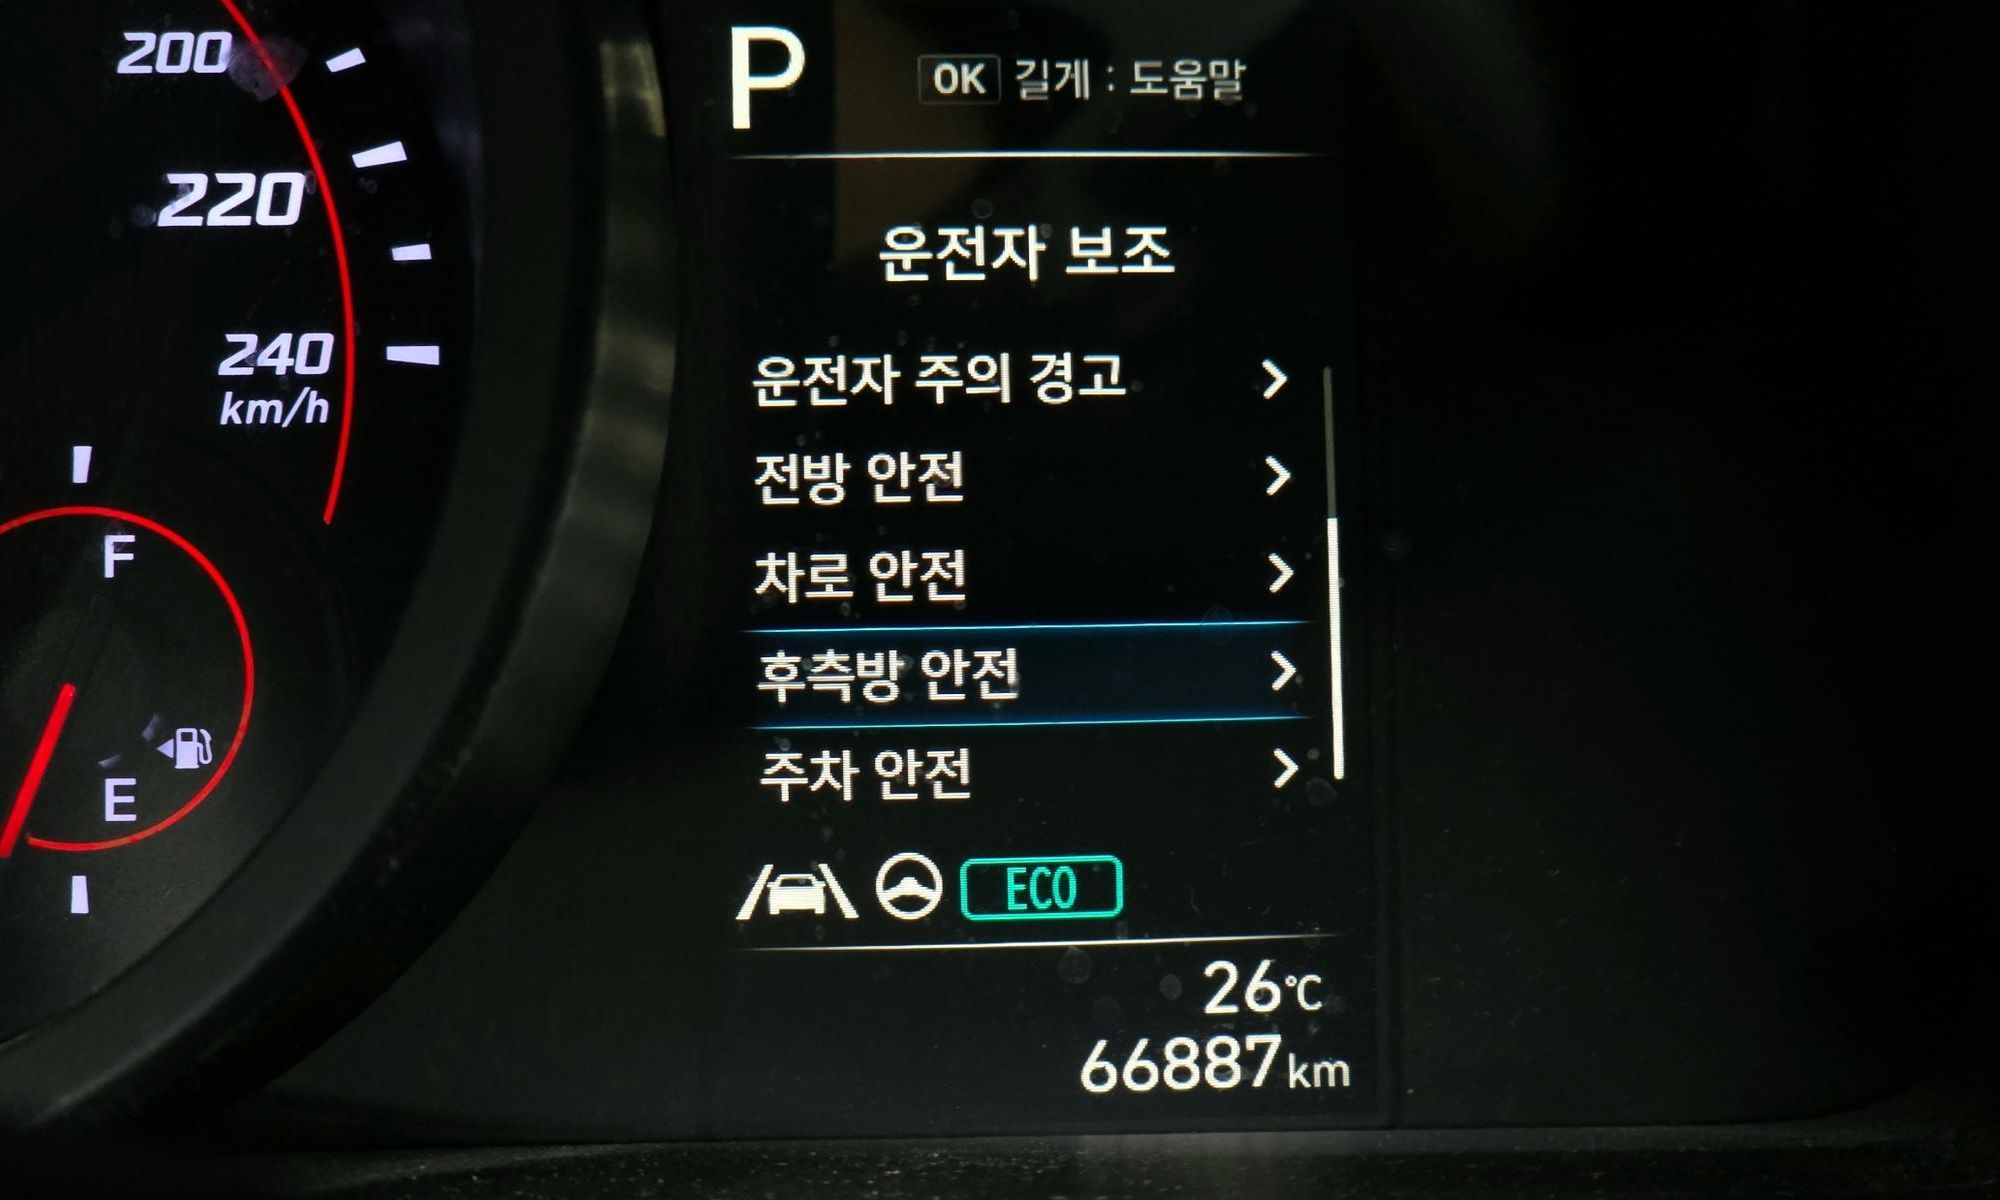 200
220
240
km/h
F
E
P
OK 길게 : 도움말
운전자 보조
운전자 주의 경고
전방 안전
차로 안전
후측방 안전
주차 안전
ECO
26°C
66887 km